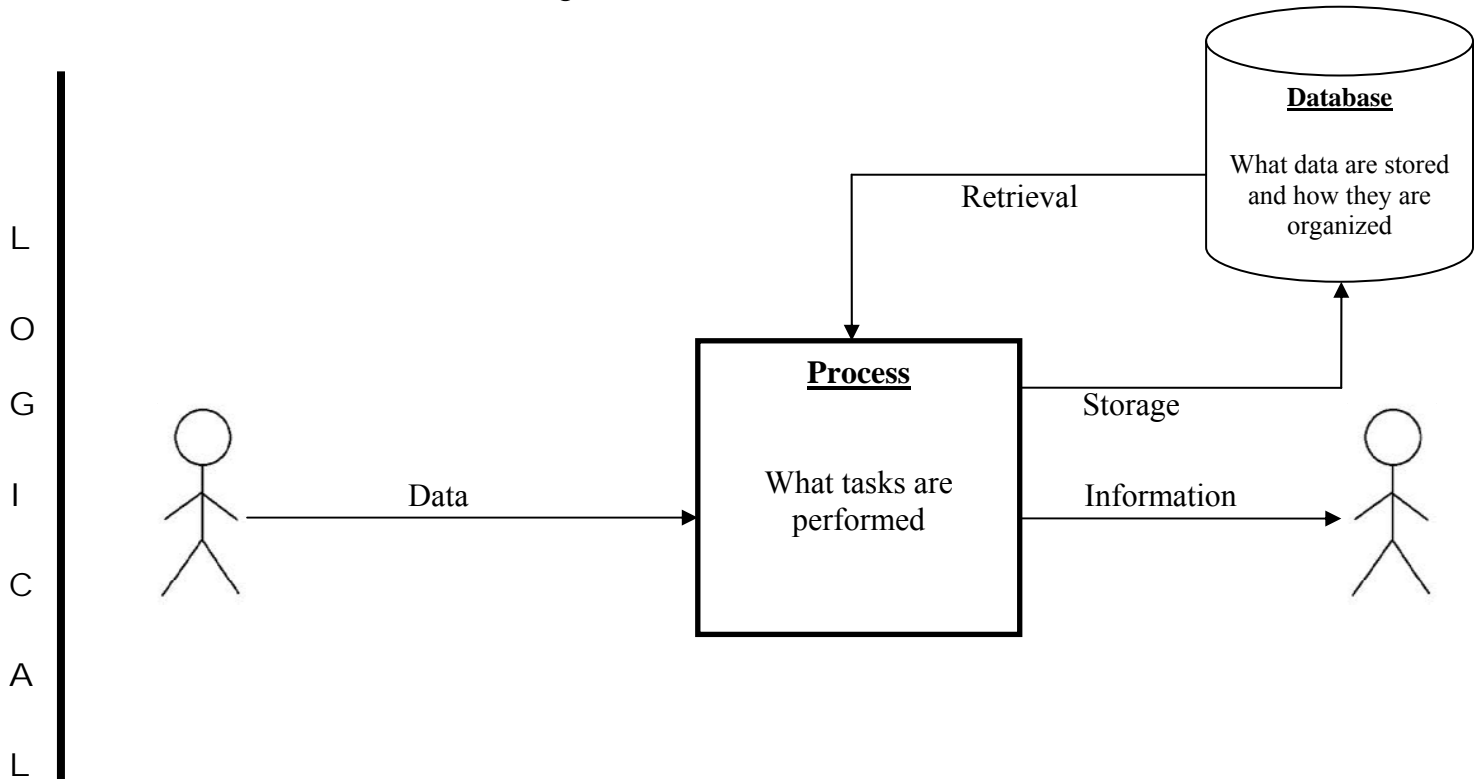 Database
What data are stored
and how they are
organized
Retrieval
Process
What tasks are
performed
Storage
Data
Information
L
O
G
I
C
A
L